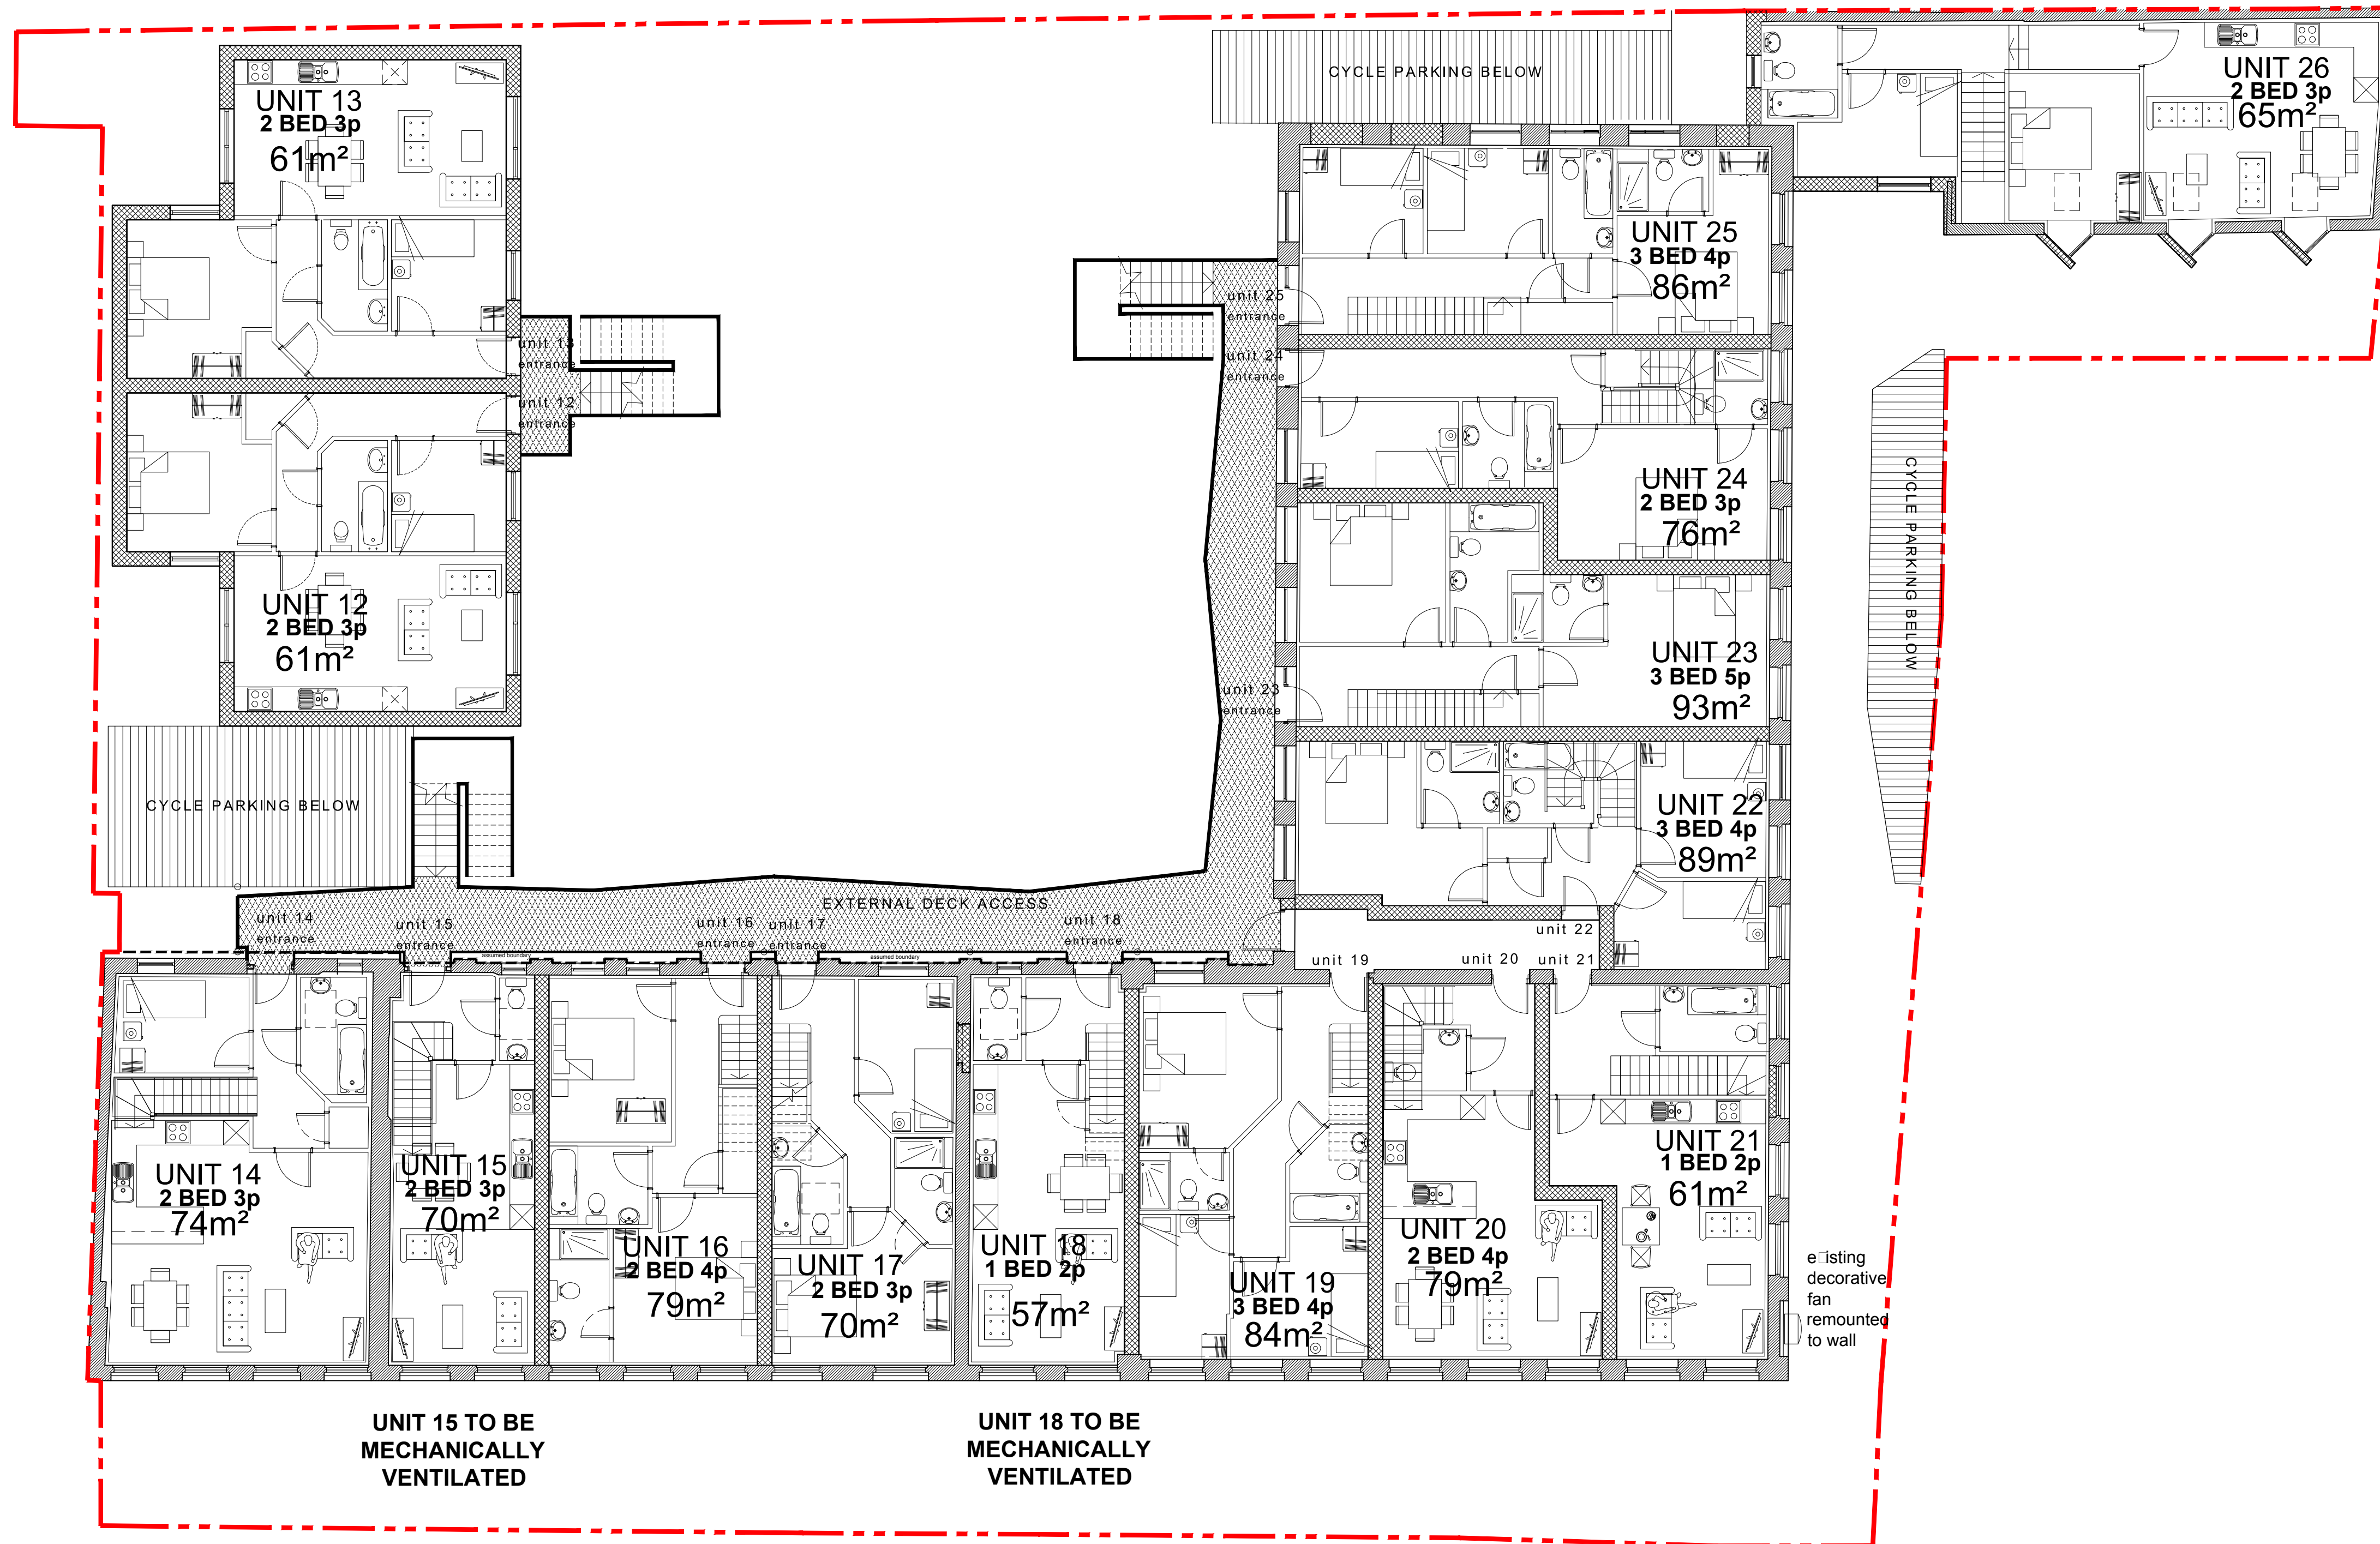 CYCLE PARKING BELOW
UNIT 13
2 BED 3p
61m²
UNIT 26
2 BED 3p
65m²
UNIT 25
3 BED 4p
86m²
unit 25
entrance
unit 13
entrance
unit 24
entrance
unit 12
entrance
UNIT 24
2 BED 3p
76m²
CYCLE PARKING BELOW
UNIT 12
2 BED 3p
61m²
UNIT 23
3 BED 5p
93m²
unit 23
entrance
CYCLE PARKING BELOW
UNIT 22
3 BED 4p
89m²
EXTERNAL DECK ACCESS
unit 14
entrance
unit 15
entrance
unit 16
entrance
unit 17
entrance
unit 18
entrance
assumed boundary
assumed boundary
unit 22
unit 19
unit 20
unit 21
UNIT 14
2 BED 3p
74m²
UNIT 15
2 BED 3p
70m²
UNIT 16
2 BED 4p
79m²
UNIT 17
2 BED 3p
70m²
UNIT 18
1 BED 2p
57m²
UNIT 19
3 BED 4p
84m²
UNIT 20
2 BED 4p
79m²
UNIT 21
1 BED 2p
61m²
e□isting
decorative
fan
remounted
to wall
UNIT 15 TO BE
MECHANICALLY
VENTILATED
UNIT 18 TO BE
MECHANICALLY
VENTILATED